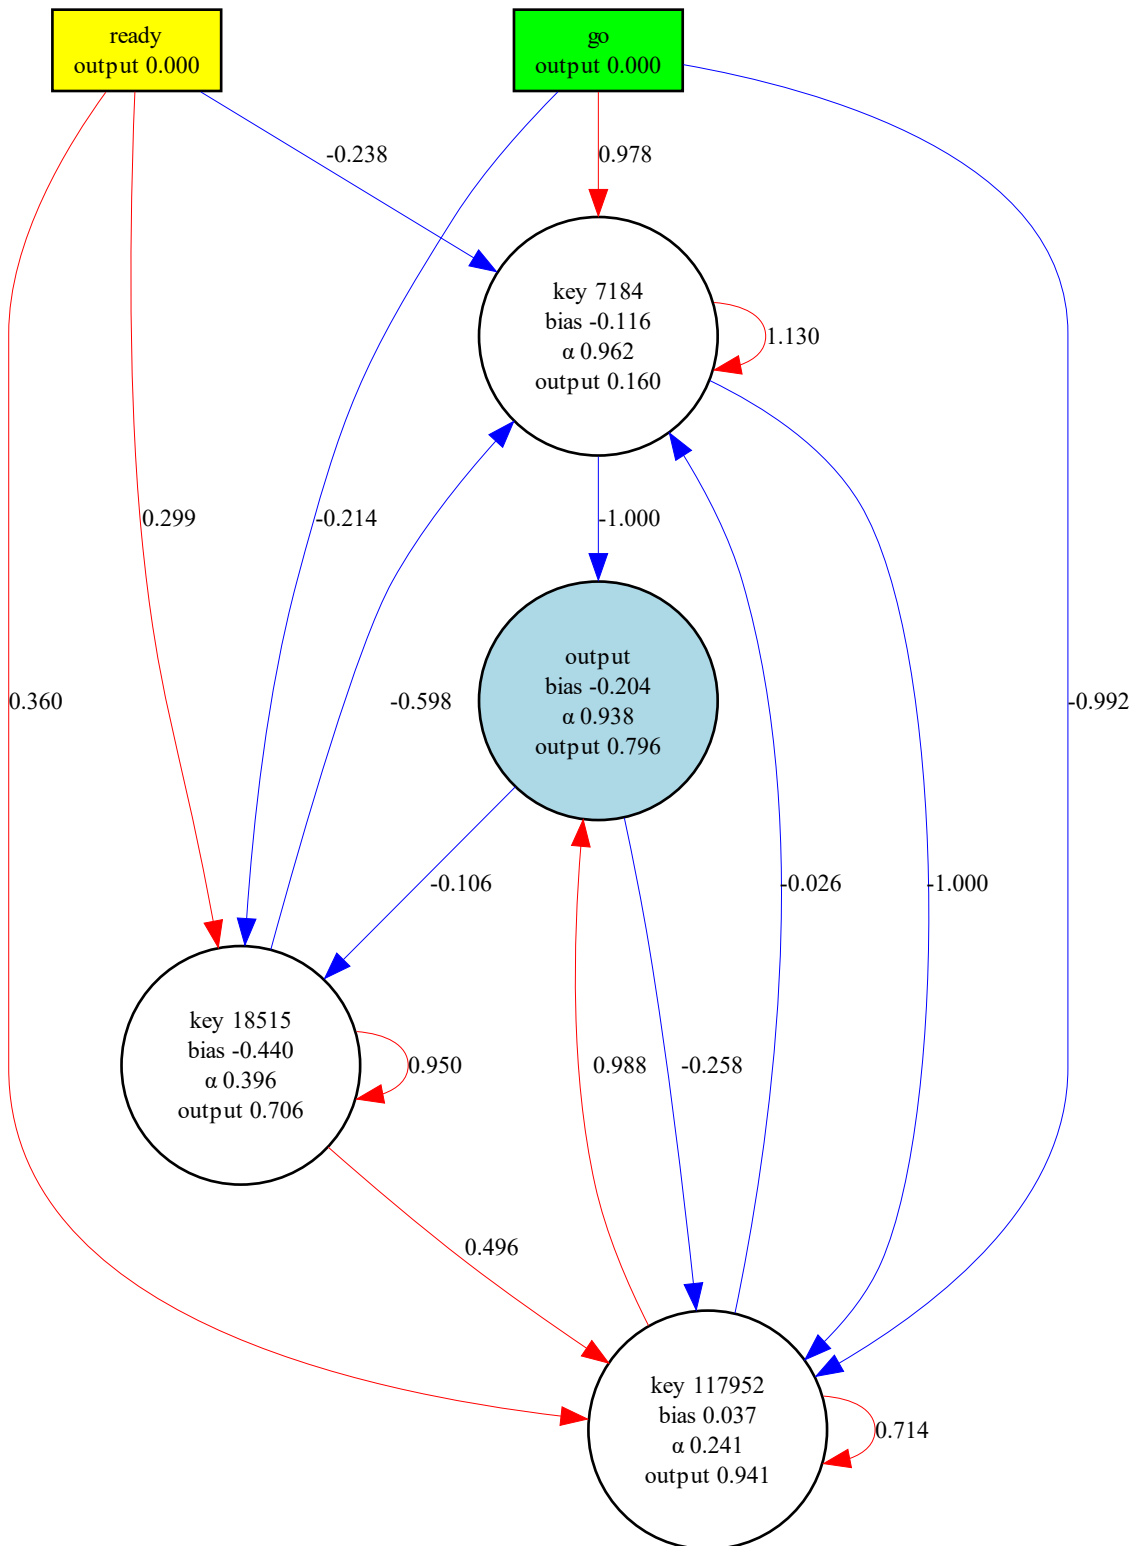 ready
output 0.000
go
output 0.000
-0.238
0.978
key 7184
bias -0.116
α 0.962
output 0.160
1.130
0.299
-0.214
-1.000
output
bias -0.204
α 0.938
output 0.796
0.360
-0.598
-0.992
-0.106
-0.026
-1.000
key 18515
bias -0.440
α 0.396
output 0.706
0.950
0.988
-0.258
0.496
key 117952
bias 0.037
α 0.241
output 0.941
0.714